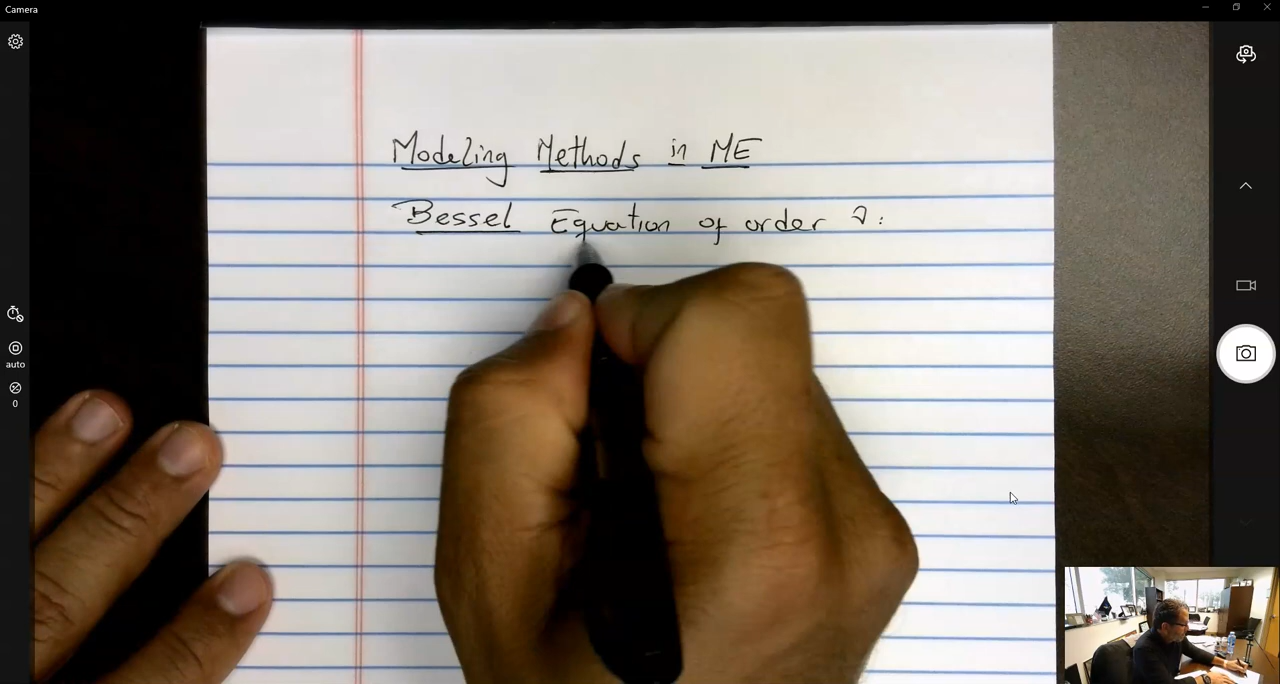 Camera
Modeling Methods in ME
Bessel Equation of order ν:
auto
0